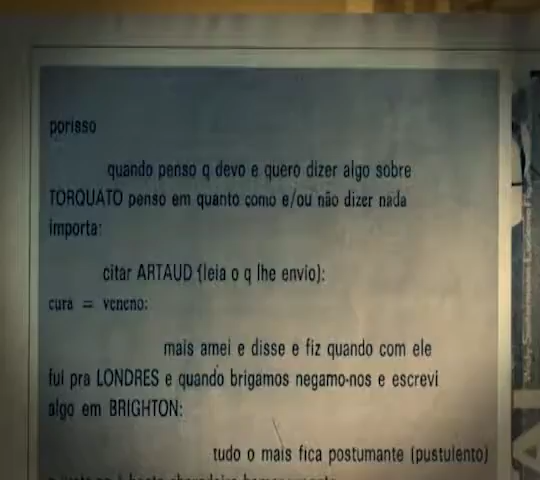 porisso
quando penso q devo e quero dizer algo sobre
TORQUATO penso em quanto como e/ou não dizer nada
importa:
citar ARTAUD (leia o q lhe envio):
cura = veneno:
mais amei e disse e fiz quando com ele
fui pra LONDRES e quando brigamos negamo-nos e escrevi
algo em BRIGHTON:
tudo o mais fica postumante (pustulento)